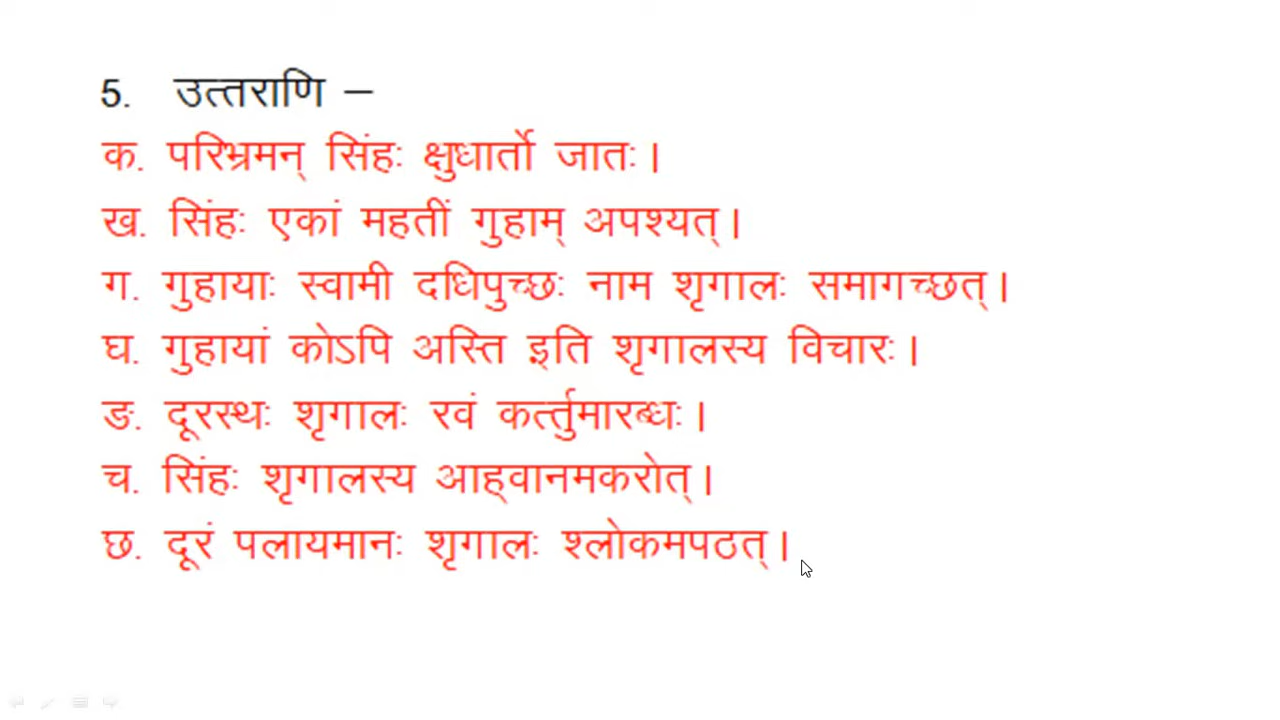 5. उत्तराणि –
क. परिभ्रमन् सिंहः क्षुधार्तो जातः।
ख. सिंहः एकां महतीं गुहाम् अपश्यत्।
ग. गुहायाः स्वामी दधिपुच्छः नाम शृगालः समागच्छत्।
घ. गुहायां कोऽपि अस्ति इति शृगालस्य विचारः।
ङ. दूरस्थः शृगालः रवं कर्त्तुमारब्धः।
च. सिंहः शृगालस्य आह्वानमकरोत्।
छ. दूरं पलायमानः शृगालः श्लोकमपठत्।